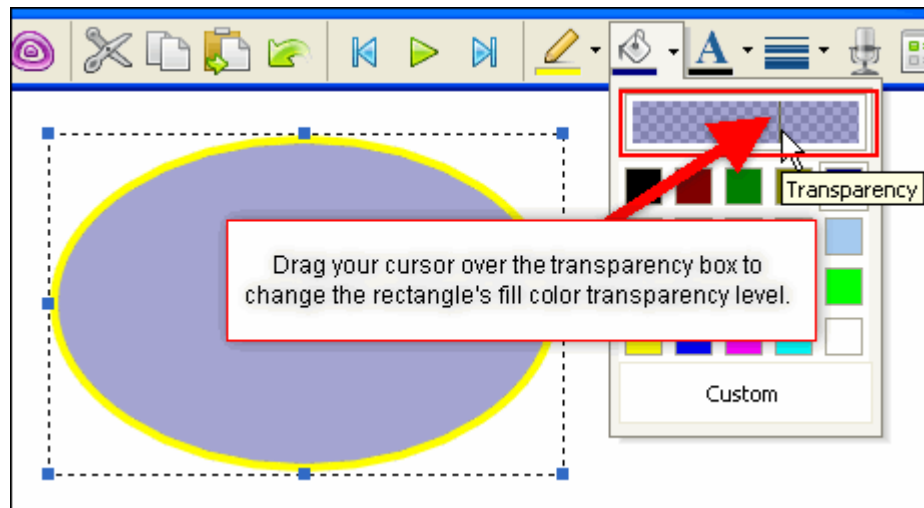 A
Transparency
Drag your cursor over the transparency box to
change the rectangle's fill color transparency level.
Custom